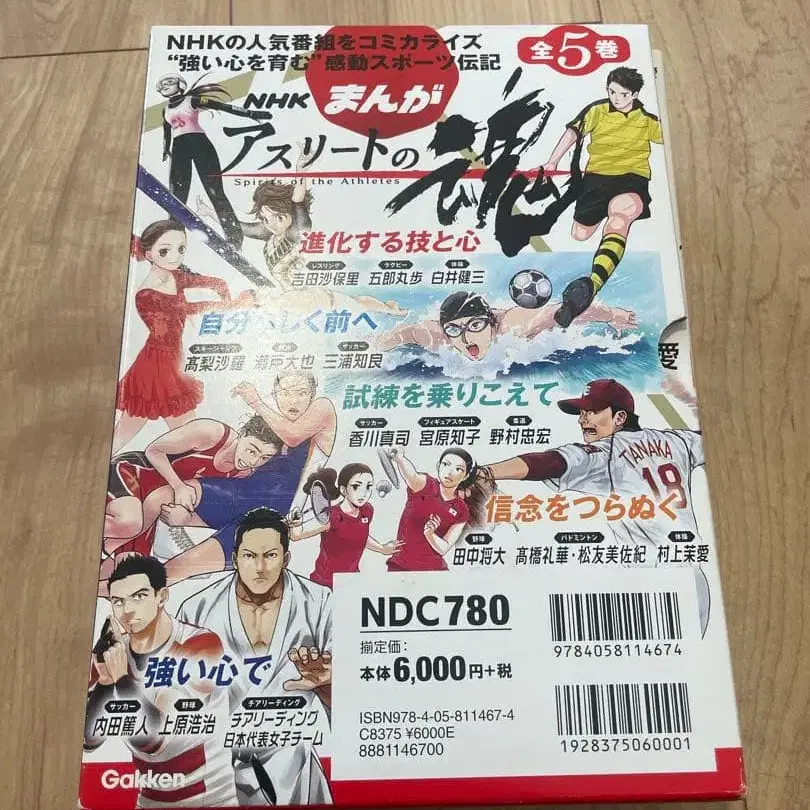 NHKの人気番組をコミカライズ
“強い心を育む”感動スポーツ伝記
全5巻
NHK まんが
アスリートの魂
Spirits of the Athletes
進化する技と心
レスリング ラグビー 体操
吉田沙保里 五郎丸歩 白井健三
自分らしく前へ
スキージャンプ 競泳 サッカー
髙梨沙羅 瀬戸大也 三浦知良
愛
試練を乗りこえて
サッカー フィギュアスケート 柔道
香川真司 宮原知子 野村忠宏
TANAKA
18
信念をつらぬく
野球 バドミントン 体操
田中将大 髙橋礼華・松友美佐紀 村上茉愛
強い心で
サッカー 野球 チアリーディング
内田篤人 上原浩治 チアリーディング
日本代表女子チーム
NDC780
揃定価：
本体6,000円+税
ISBN978-4-05-811467-4
C8375 ¥6000E
8881146700
9784058114674
1928375060001
Gakken